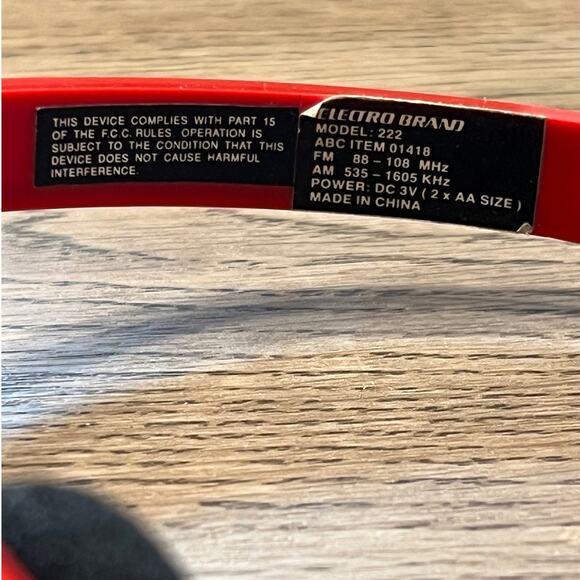 THIS DEVICE COMPLIES WITH PART 15
OF THE F.C.C. RULES OPERATION IS
SUBJECT TO THE CONDITION THAT THIS
DEVICE DOES NOT CAUSE HARMFUL
INTERFERENCE.
ELECTRO BRAND
MODEL: 222
ABC ITEM 01418
FM 88 - 108 MHz
AM 535 - 1605 KHz
POWER: DC 3V ( 2 x AA SIZE )
MADE IN CHINA